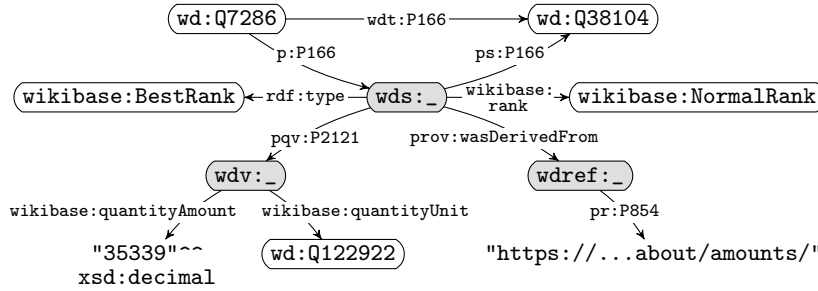 wd:Q7286
wdt:P166
wd:Q38104
p:P166
ps:P166
wikibase:BestRank
rdf:type
wds:_
wikibase:
rank
wikibase:NormalRank
pqv:P2121
prov:wasDerivedFrom
wdv:_
wdref:_
wikibase:quantityAmount
wikibase:quantityUnit
pr:P854
"35339"^^
xsd:decimal
wd:Q122922
"https://...about/amounts/"